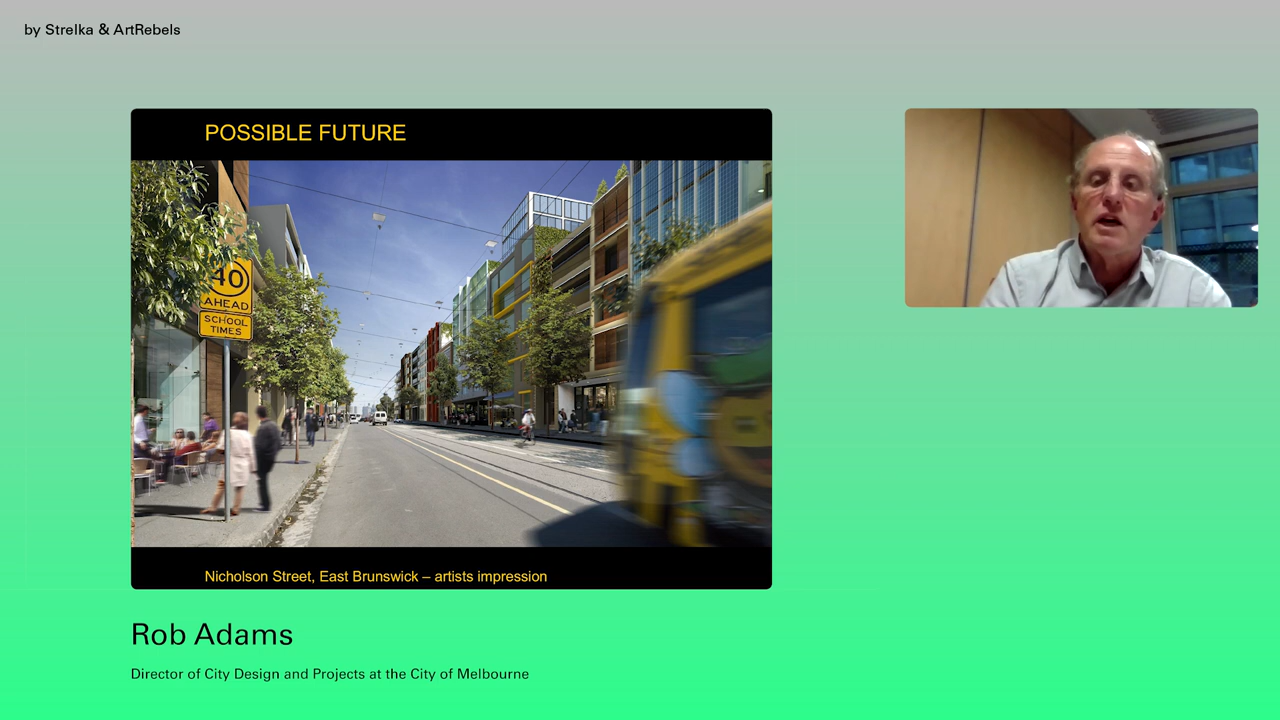 by Strelka & ArtRebels
POSSIBLE FUTURE
40
AHEAD
SCHOOL
TIMES
Nicholson Street, East Brunswick – artists impression
Rob Adams
Director of City Design and Projects at the City of Melbourne